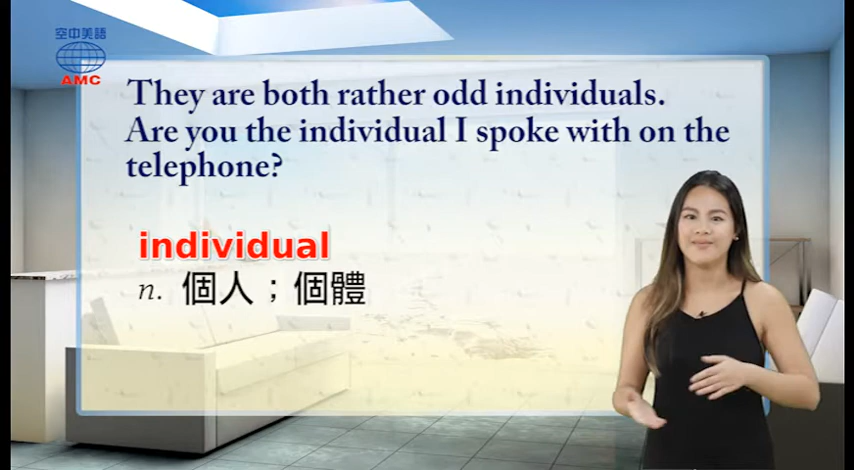 空中美語
AMC
They are both rather odd individuals.
Are you the individual I spoke with on the
telephone?
individual
n. 個人；個體